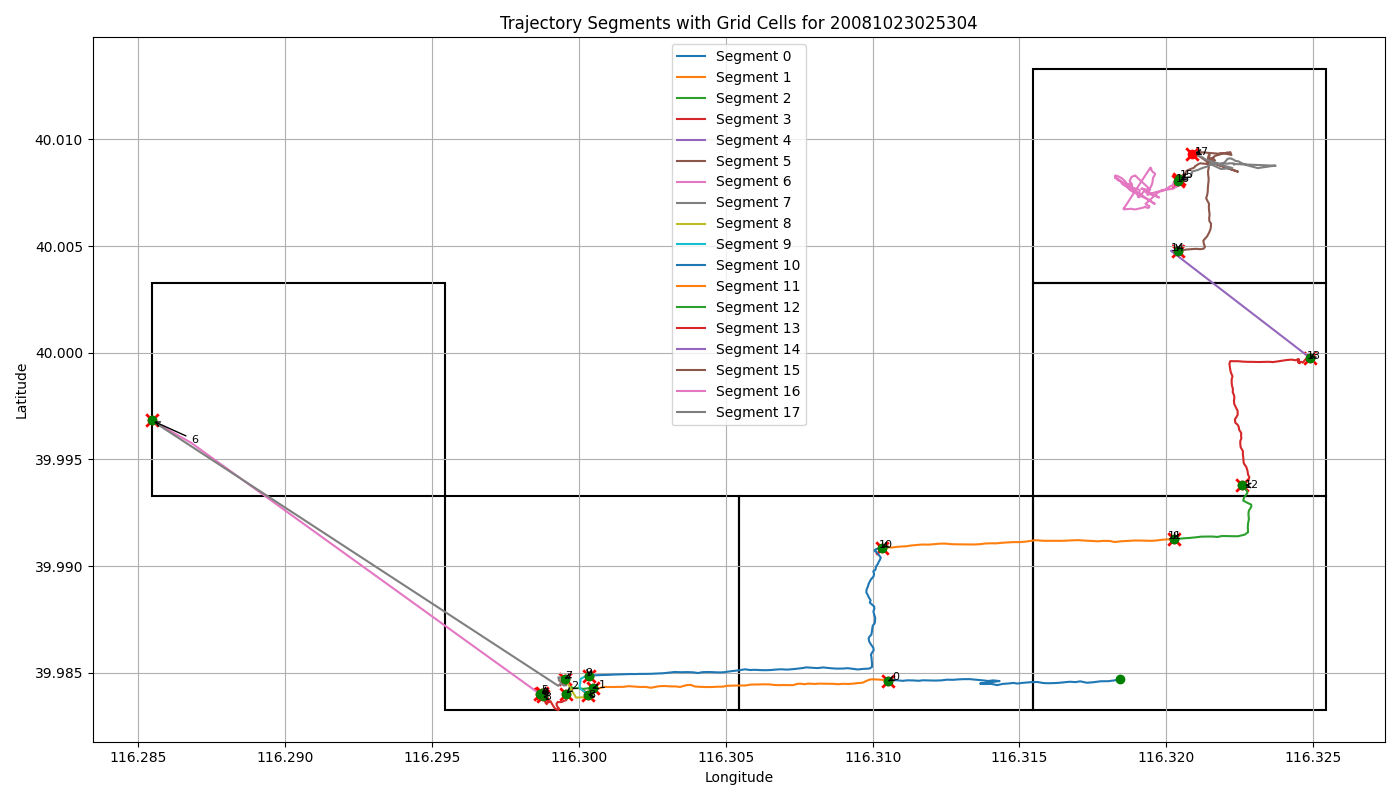 Trajectory Segments with Grid Cells for 20081023025304
Segment 0
Segment 1
Segment 2
Segment 3
Segment 4
Segment 5
Segment 6
Segment 7
Segment 8
Segment 9
Segment 10
Segment 11
Segment 12
Segment 13
Segment 14
Segment 15
Segment 16
Segment 17
40.010
40.005
40.000
39.995
39.990
39.985
Latitude
17
15
14
13
12
10
6
7
9
0
1
2
116.285
116.290
116.295
116.300
116.305
116.310
116.315
116.320
116.325
Longitude